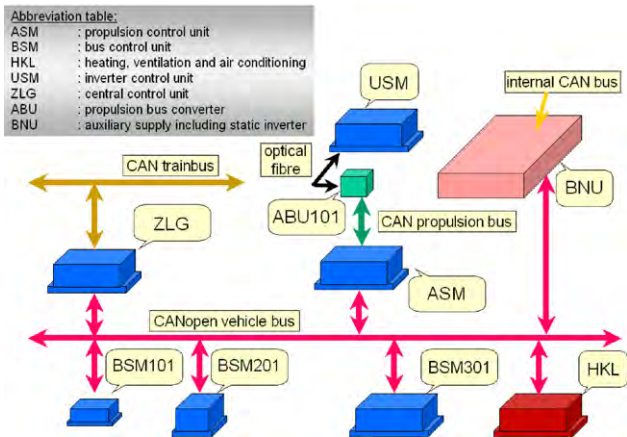 Abbreviation table:
ASM : propulsion control unit
BSM : bus control unit
HKL : heating, ventilation and air conditioning
USM : inverter control unit
ZLG : central control unit
ABU : propulsion bus converter
BNU : auxiliary supply including static inverter
USM
internal CAN bus
optical
fibre
CAN trainbus
BNU
ABU101
ZLG
CAN propulsion bus
ASM
CANopen vehicle bus
BSM101
BSM201
BSM301
HKL